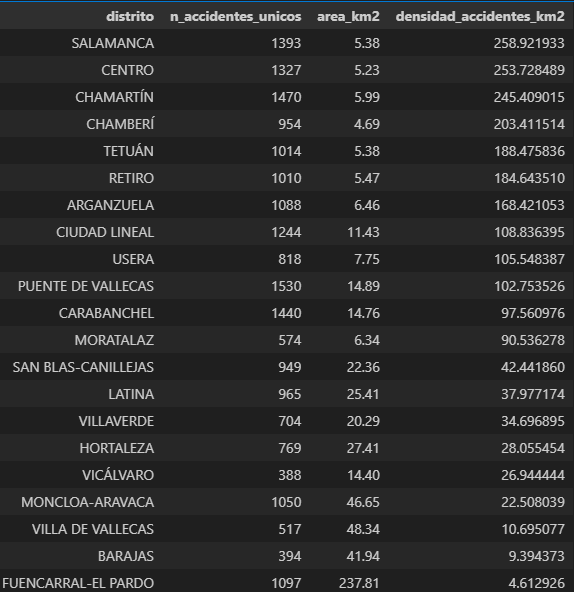 distrito n_accidentes_unicos area_km2 densidad_accidentes_km2
SALAMANCA 1393 5.38 258.921933
CENTRO 1327 5.23 253.728489
CHAMARTÍN 1470 5.99 245.409015
CHAMBERÍ 954 4.69 203.411514
TETUÁN 1014 5.38 188.475836
RETIRO 1010 5.47 184.643510
ARGANZUELA 1088 6.46 168.421053
CIUDAD LINEAL 1244 11.43 108.836395
USERA 818 7.75 105.548387
PUENTE DE VALLECAS 1530 14.89 102.753526
CARABANCHEL 1440 14.76 97.560976
MORATALAZ 574 6.34 90.536278
SAN BLAS-CANILLEJAS 949 22.36 42.441860
LATINA 965 25.41 37.977174
VILLAVERDE 704 20.29 34.696895
HORTALEZA 769 27.41 28.055454
VICÁLVARO 388 14.40 26.944444
MONCLOA-ARAVACA 1050 46.65 22.508039
VILLA DE VALLECAS 517 48.34 10.695077
BARAJAS 394 41.94 9.394373
FUENCARRAL-EL PARDO 1097 237.81 4.612926